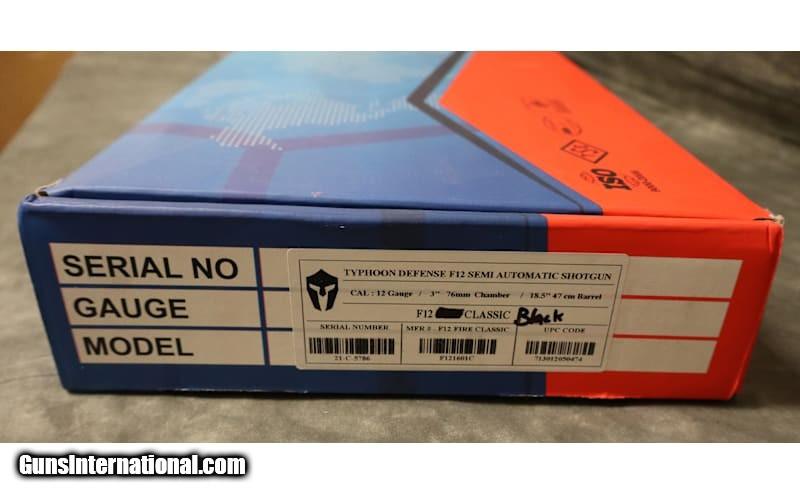 ISO
SERIAL NO
GAUGE
MODEL
TYPHOON DEFENSE F12 SEMI AUTOMATIC SHOTGUN
CAL : 12 Gauge / 3" 76mm Chamber / 18.5" 47 cm Barrel
F12 CLASSIC Black
SERIAL NUMBER MFR # - F12 FIRE CLASSIC UPC CODE
21-C-5786 F121601C 713012050474
GunsInternational.com